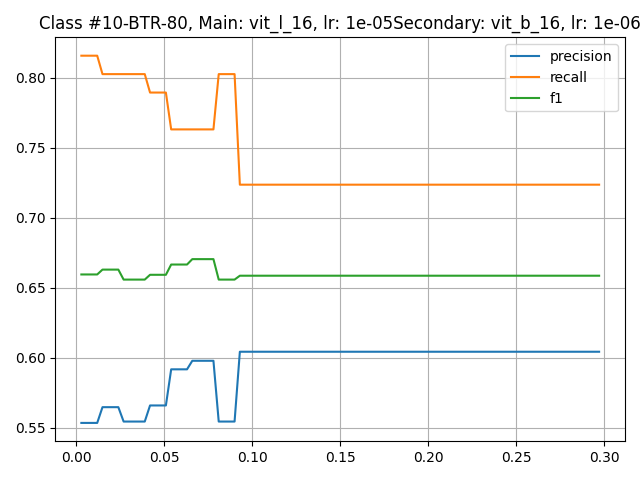 Class #10-BTR-80, Main: vit_l_16, lr: 1e-05Secondary: vit_b_16, lr: 1e-06
precision
recall
f1
0.80
0.75
0.70
0.65
0.60
0.55
0.00 0.05 0.10 0.15 0.20 0.25 0.30